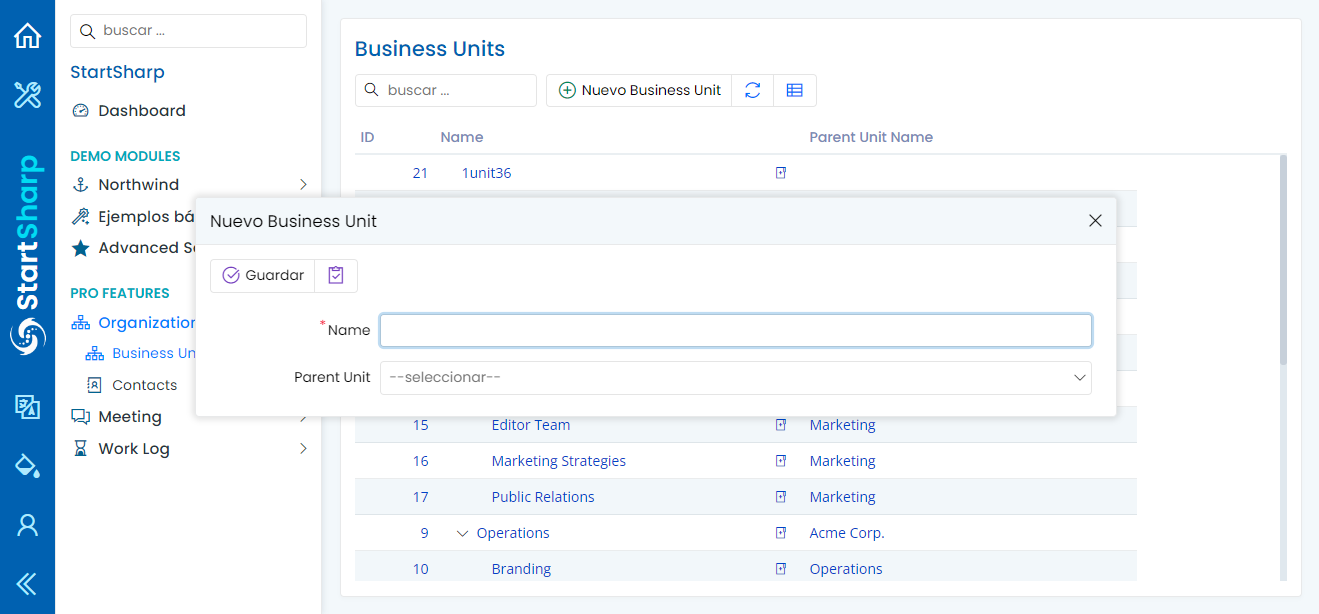 StartSharp
buscar ...
StartSharp
Dashboard
DEMO MODULES
Northwind
Ejemplos bá
Advanced S
PRO FEATURES
Organization
Business Un
Contacts
Meeting
Work Log
Business Units
buscar ...
Nuevo Business Unit
ID Name Parent Unit Name
21 1unit36
Nuevo Business Unit
Guardar
*Name
Parent Unit --seleccionar--
15 Editor Team Marketing
16 Marketing Strategies Marketing
17 Public Relations Marketing
9 Operations Acme Corp.
10 Branding Operations